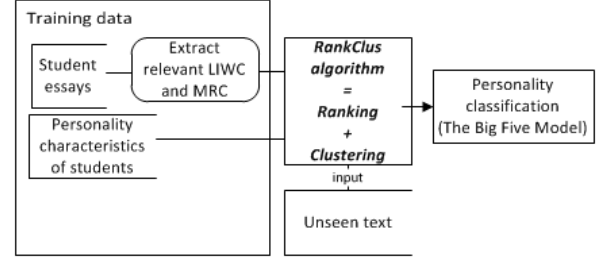 Training data
Student
essays
Extract
relevant LIWC
and MRC
Personality
characteristics
of students
RankClus
algorithm
=
Ranking
+
Clustering
input
Unseen text
Personality
classification
(The Big Five Model)